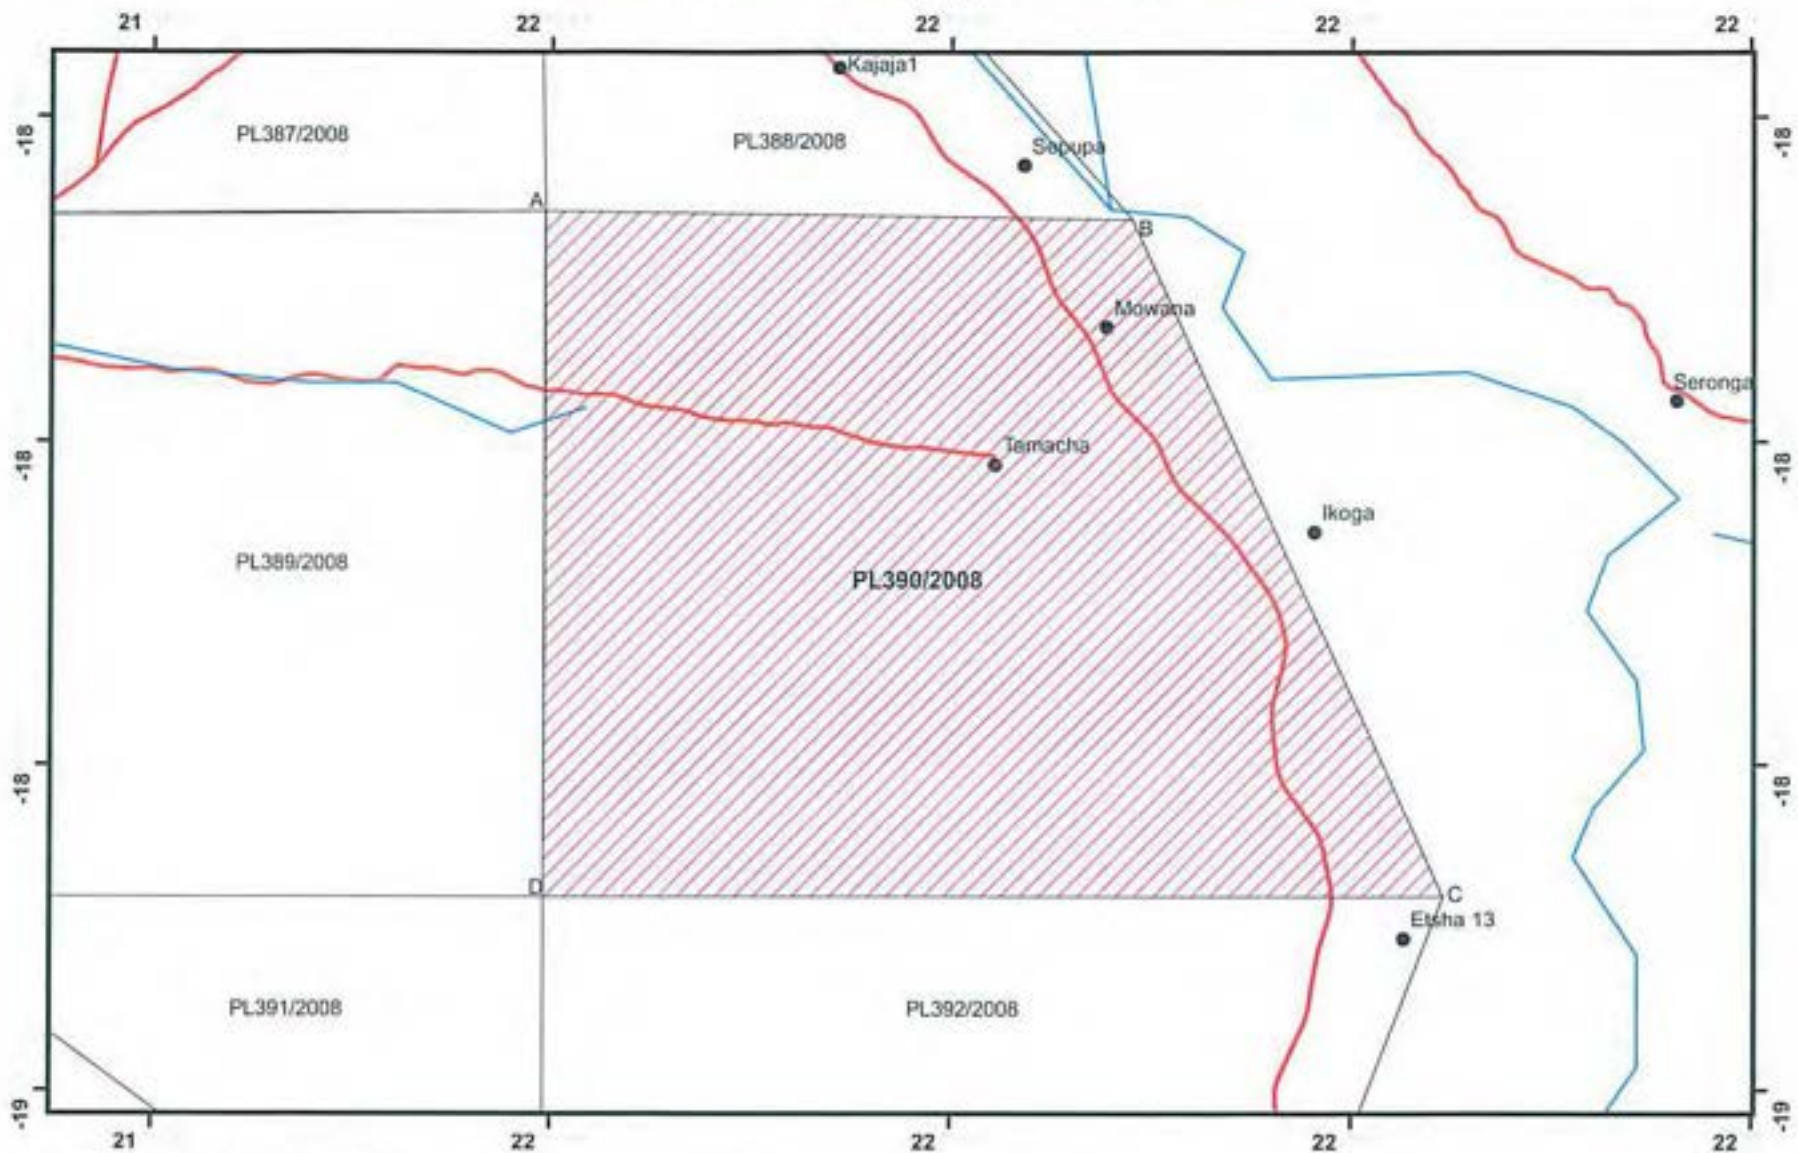 21 22 22 22 22
Kajaja1
-18 PL387/2008 PL388/2008 -18
Sepupa
A
B
Mowana
Seronga
Tamacha
-18 -18
Ikoga
PL389/2008 PL390/2008
-18 -18
D C
Etsha 13
PL391/2008 PL392/2008
-19 -19
21 22 22 22 22